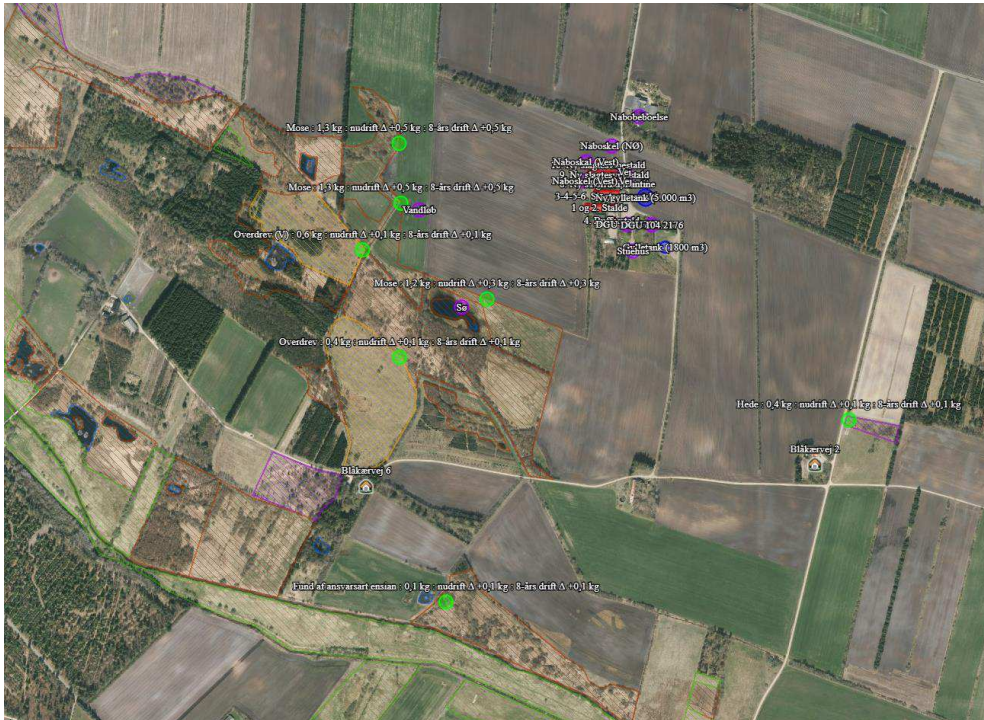 Nabobeboelse
Mose : 1,3 kg : nudrift Δ +0,5 kg : 8-års drift Δ +0,5 kg
Naboskel (NØ)
Naboskel (Vest)
Mose : 1,3 kg : nudrift Δ +0,5 kg : 8-års drift Δ +0,5 kg
Naboskel (Vest)
Ny gylletank (5.000 m3)
Vandløb
1 og 2. Stalde
DGU DGU 104.2176
Overdrev (V) : 0,6 kg : nudrift Δ +0,1 kg : 8-års drift Δ +0,1 kg
Gylletank (1800 m3)
Stuehus
Mose : 1,2 kg : nudrift Δ +0,3 kg : 8-års drift Δ +0,3 kg
Sø
Overdrev : 0,4 kg : nudrift Δ +0,1 kg : 8-års drift Δ +0,1 kg
Hede : 0,4 kg : nudrift Δ +0,1 kg : 8-års drift Δ +0,1 kg
Blåkærvej 2
Blåkærvej 6
Fund af ansvarsart ensian : 0,1 kg : nudrift Δ +0,1 kg : 8-års drift Δ +0,1 kg